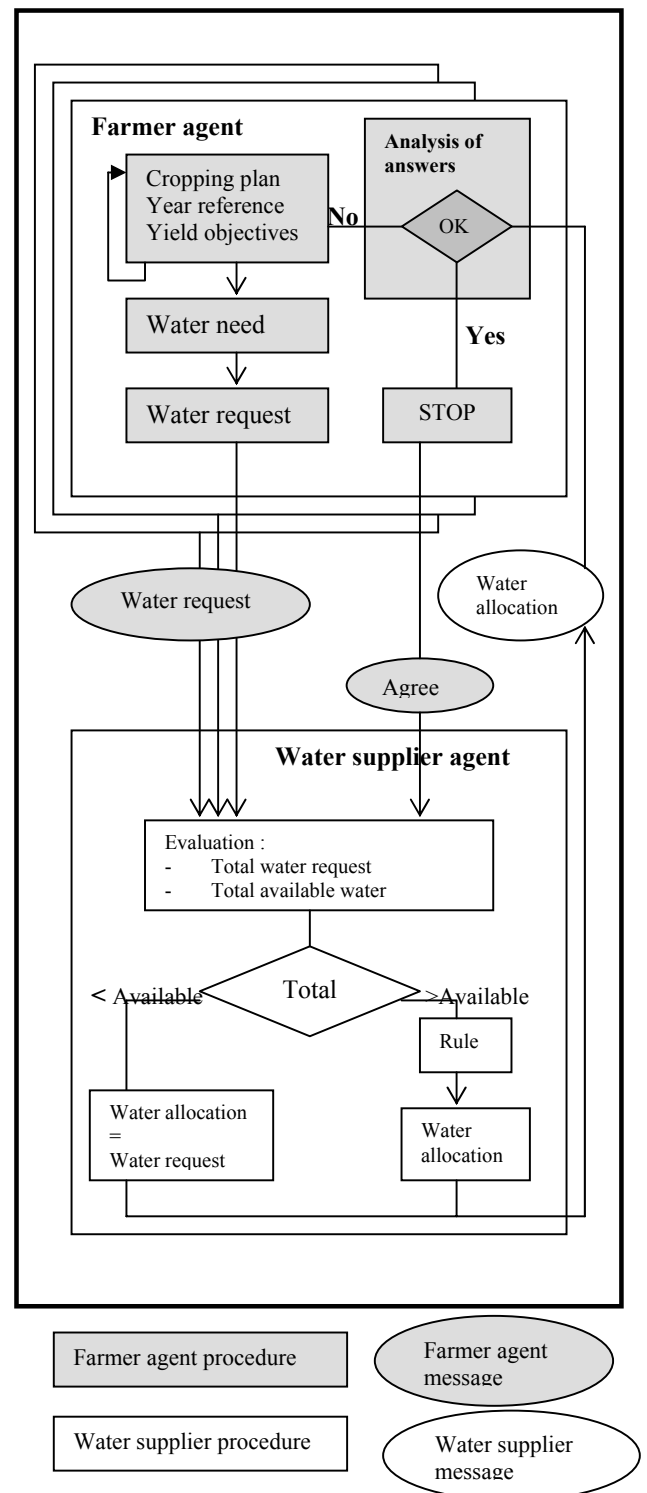 Farmer agent
Analysis of
answers
Cropping plan
Year reference
Yield objectives
No
OK
Water need
Yes
Water request
STOP
Water request
Water
allocation
Agree
Water supplier agent
Evaluation :
- Total water request
- Total available water
< Available
Total
>Available
Rule
Water allocation
=
Water request
Water
allocation
Farmer agent procedure
Farmer agent
message
Water supplier procedure
Water supplier
message